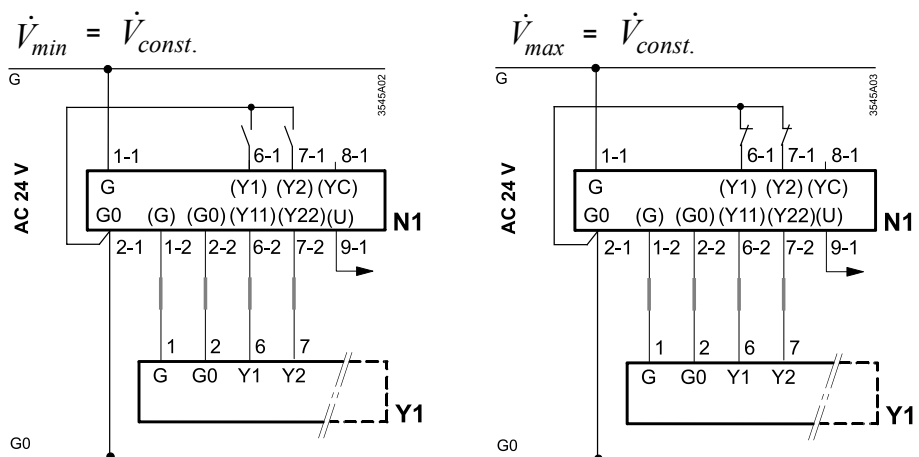 V̇min = V̇const.
G
3545A02
AC 24 V
1-1 6-1 7-1 8-1
G (Y1) (Y2) (YC)
G0 (G) (G0) (Y11) (Y22) (U)
N1
2-1 1-2 2-2 6-2 7-2 9-1
1 2 6 7
G G0 Y1 Y2
Y1
G0
V̇max = V̇const.
G
3545A03
AC 24 V
1-1 6-1 7-1 8-1
G (Y1) (Y2) (YC)
G0 (G) (G0) (Y11) (Y22) (U)
N1
2-1 1-2 2-2 6-2 7-2 9-1
1 2 6 7
G G0 Y1 Y2
Y1
G0